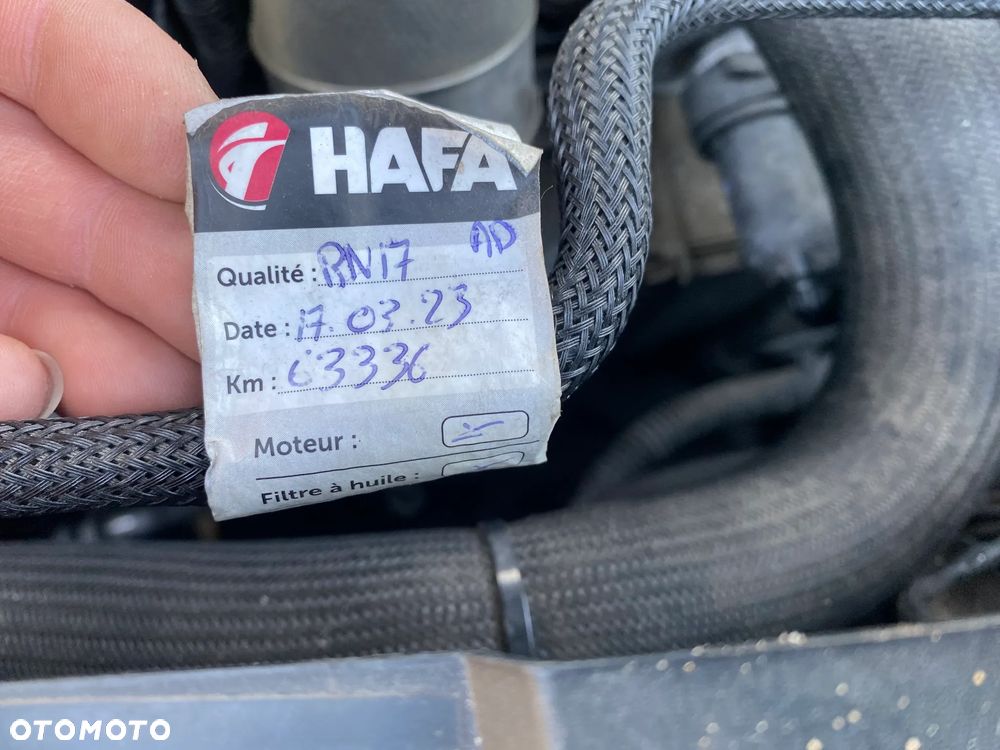 HAFA
Qualité : RN17 AD
Date : 17.03.23
Km : 63336
Moteur :
Filtre à huile :
OTOMOTO